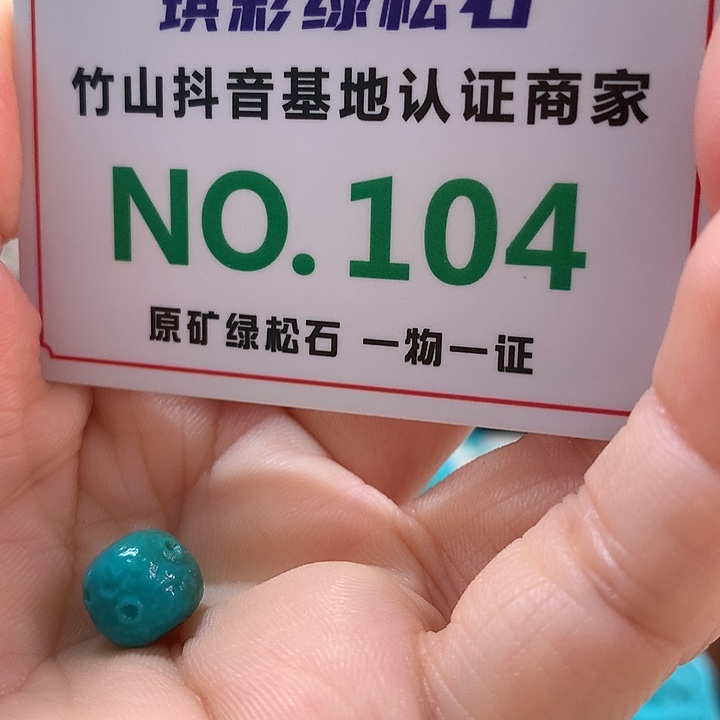 琪彩绿松石
竹山抖音基地认证商家
NO.104
原矿绿松石 一物一证